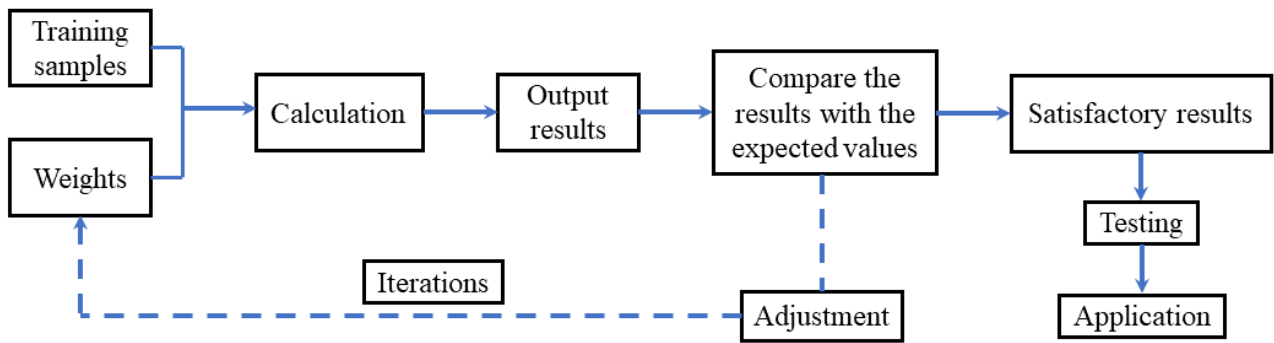 Training
samples
Weights
Calculation
Output
results
Compare the
results with the
expected values
Satisfactory results
Testing
Application
Iterations
Adjustment